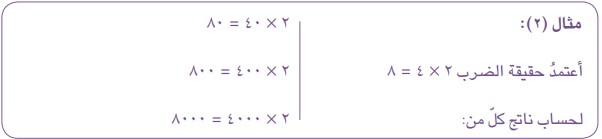 مثال (٢):
أعتمدُ حقيقة الضرب ٢ × ٤ = ٨
لحساب ناتج كلّ من:
٢ × ٤٠ = ٨٠
٢ × ٤٠٠ = ٨٠٠
٢ × ٤٠٠٠ = ٨٠٠٠